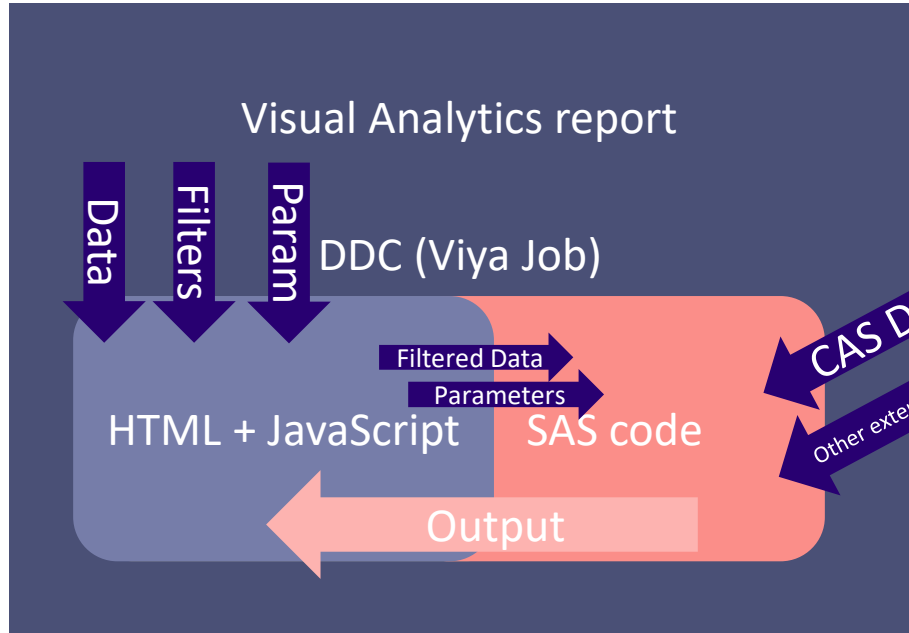 Visual Analytics report
Data
Filters
Param
DDC (Viya Job)
Filtered Data
Parameters
CAS D
HTML + JavaScript
SAS code
Other exter
Output